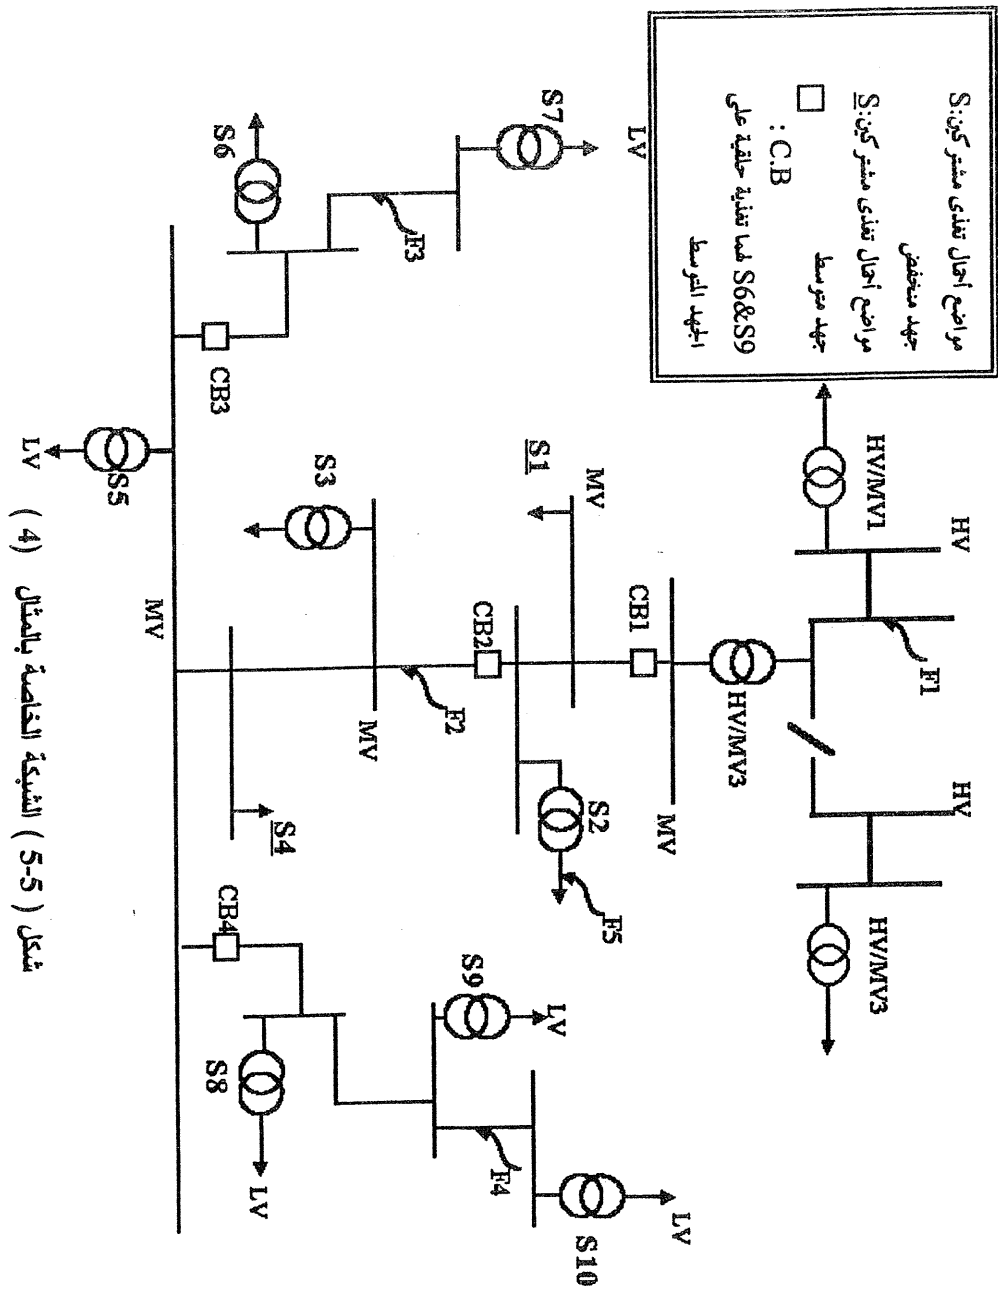 S: مواضع أحمال تغذى مشتركين
جهد منخفض
S: مواضع أحمال تغذى مشتركين
جهد متوسط
: C.B
S6&S9 لهما تغذية حلقية على
الجهد المتوسط
HV/MV1
HV
F1
HV
HV/MV3
HV/MV3
MV
CB1
MV
S1
S2
F5
CB2
F2
MV
S3
S4
LV
S7
F3
S6
CB3
MV
S5
LV
CB4
S8
LV
S9
LV
F4
S10
LV
شكل ( 5-5 ) الشبكة الخاصة بالمثال ( 4 )